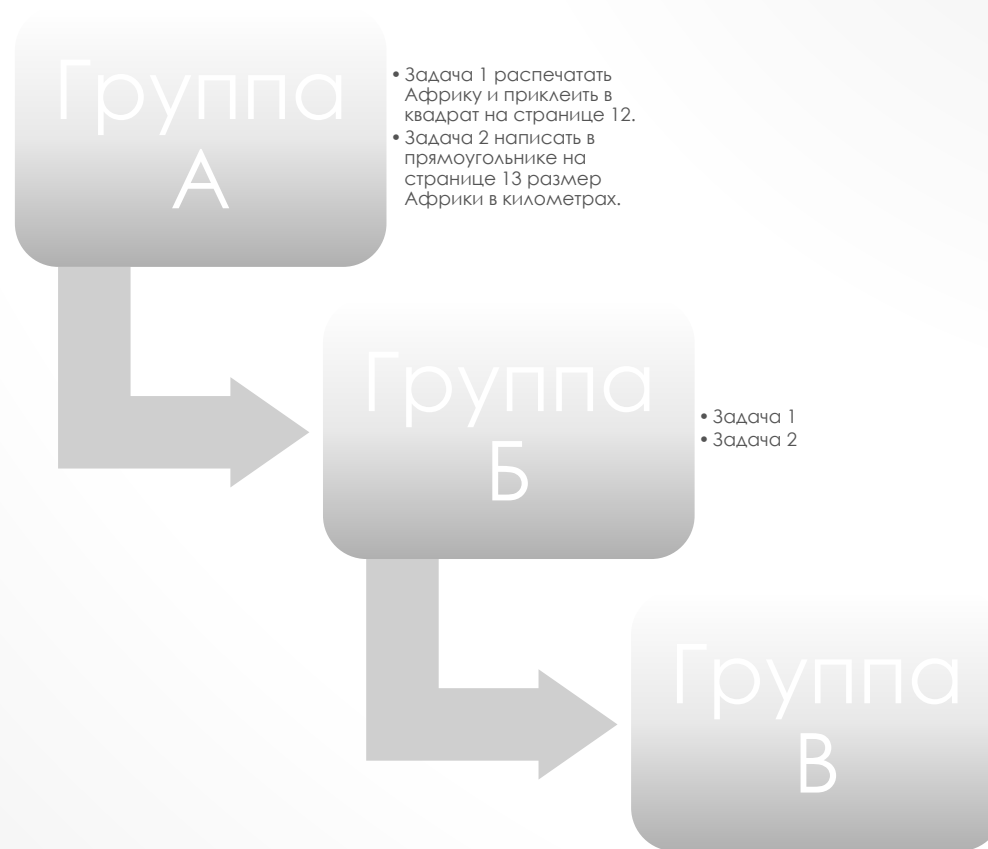 Группа
А
• Задача 1 распечатать
Африку и приклеить в
квадрат на странице 12.
• Задача 2 написать в
прямоугольнике на
странице 13 размер
Африки в километрах.
Группа
Б
• Задача 1
• Задача 2
Группа
В